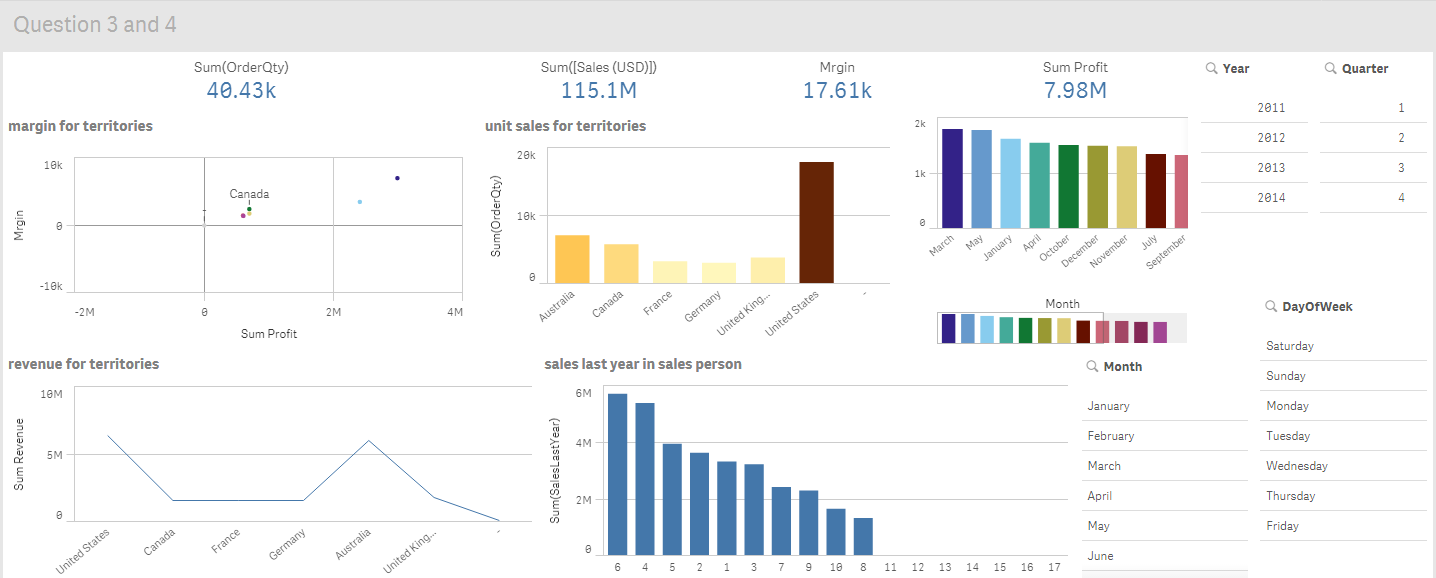 Question 3 and 4
Sum(OrderQty)
40.43k
Sum([Sales (USD)])
115.1M
Mrgin
17.61k
Sum Profit
7.98M
Year
2011
2012
2013
2014
Quarter
1
2
3
4
margin for territories
10k
0
-10k
Mrgin
Canada
-2M
0
2M
4M
Sum Profit
unit sales for territories
20k
10k
0
Sum(OrderQty)
Australia
Canada
France
Germany
United King...
United States
-
2k
1k
0
March
May
January
April
October
December
November
July
September
Month
revenue for territories
10M
5M
0
Sum Revenue
United States
Canada
France
Germany
Australia
United King...
-
sales last year in sales person
6M
4M
2M
0
Sum(SalesLastYear)
6 4 5 2 1 3 7 9 10 8 11 12 13 14 15 16 17
Month
January
February
March
April
May
June
DayOfWeek
Saturday
Sunday
Monday
Tuesday
Wednesday
Thursday
Friday